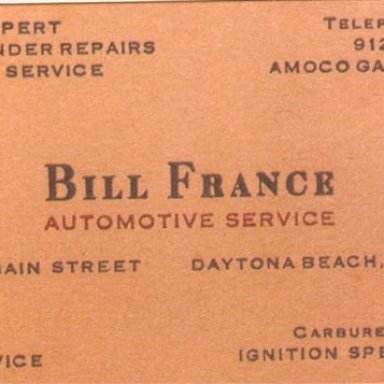 PERT
NDER REPAIRS
SERVICE
TELEP
912
AMOCO GA
BILL FRANCE
AUTOMOTIVE SERVICE
AIN STREET
DAYTONA BEACH,
VICE
CARBURE
IGNITION SPE